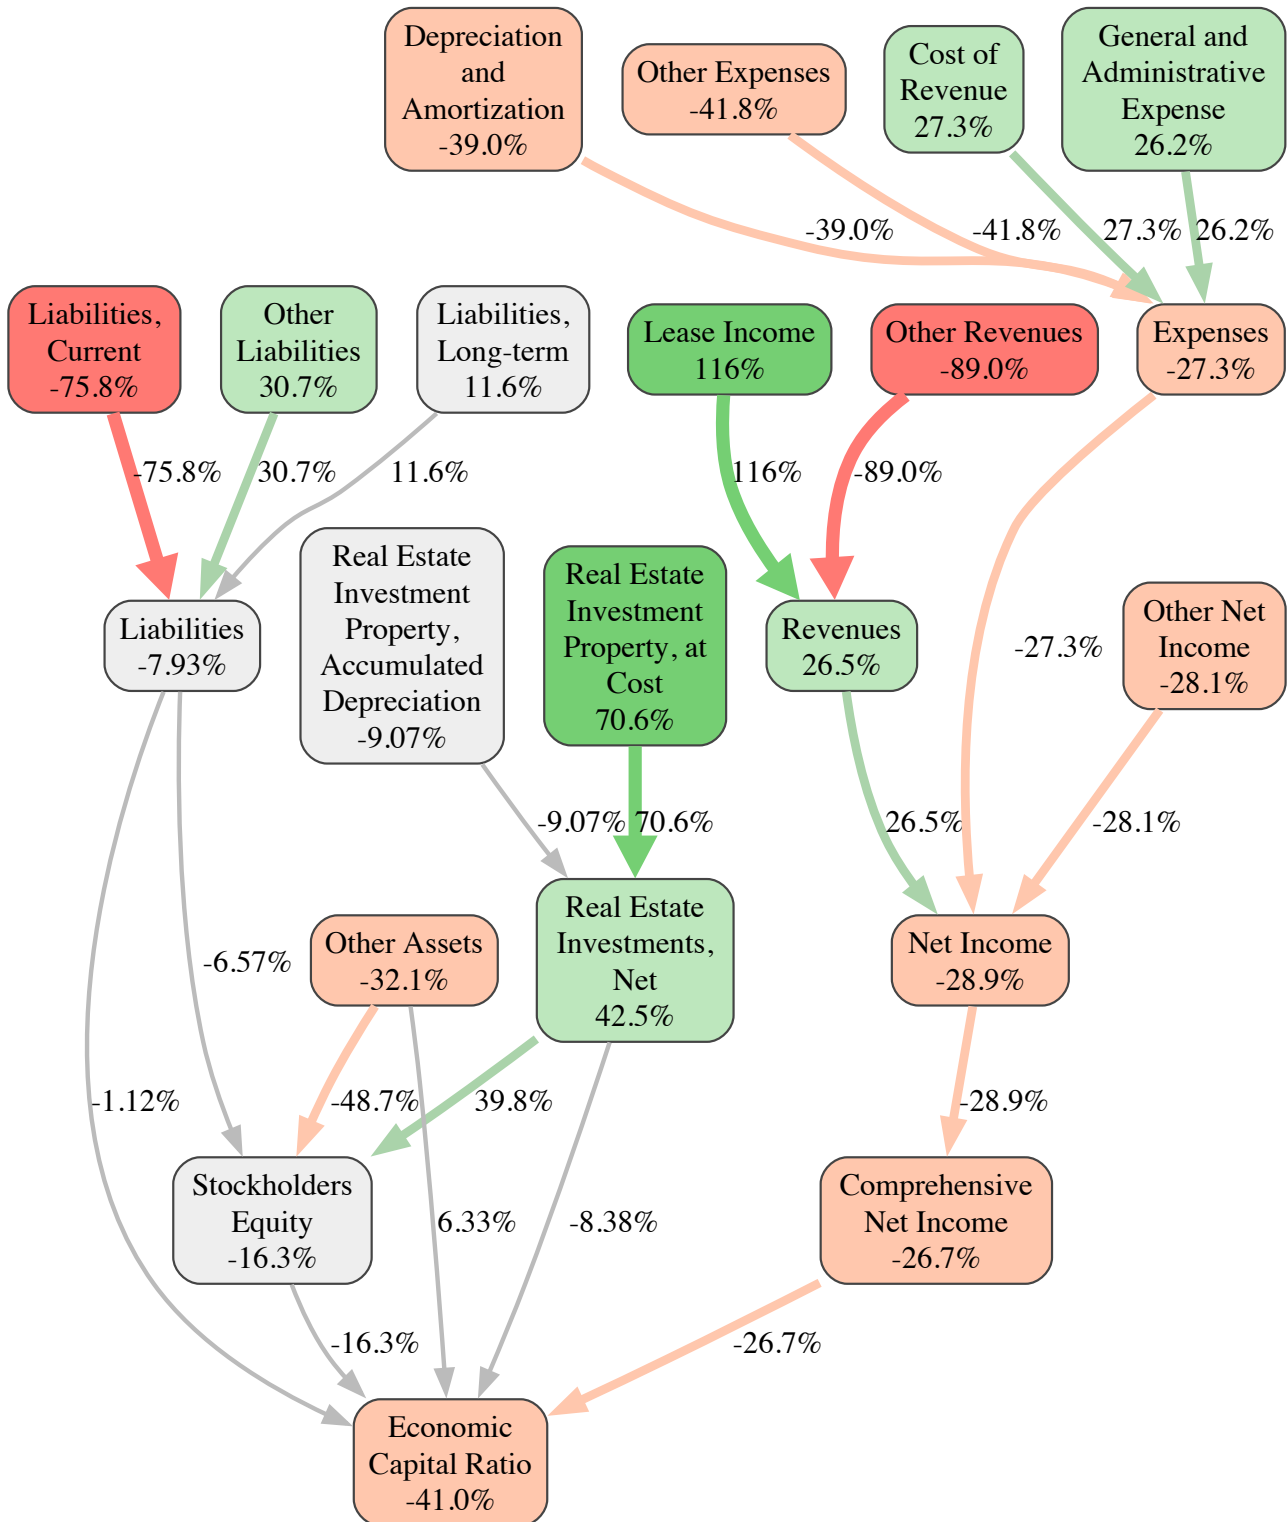 Depreciation
and
Amortization
-39.0%
Other Expenses
-41.8%
Cost of
Revenue
27.3%
General and
Administrative
Expense
26.2%
-39.0%
-41.8%
27.3%
26.2%
Liabilities,
Current
-75.8%
Other
Liabilities
30.7%
Liabilities,
Long-term
11.6%
Lease Income
116%
Other Revenues
-89.0%
Expenses
-27.3%
-75.8%
30.7%
11.6%
116%
-89.0%
Liabilities
-7.93%
Real Estate
Investment
Property,
Accumulated
Depreciation
-9.07%
Real Estate
Investment
Property, at
Cost
70.6%
Revenues
26.5%
-27.3%
Other Net
Income
-28.1%
-9.07%
70.6%
26.5%
-28.1%
-6.57%
Other Assets
-32.1%
Real Estate
Investments,
Net
42.5%
Net Income
-28.9%
-1.12%
-48.7%
39.8%
-28.9%
Stockholders
Equity
-16.3%
6.33%
-8.38%
Comprehensive
Net Income
-26.7%
-16.3%
-26.7%
Economic
Capital Ratio
-41.0%